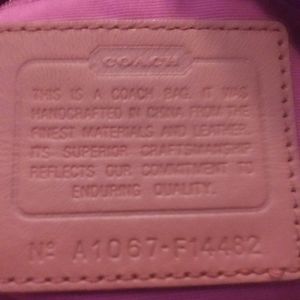 COACH
THIS IS A COACH BAG. IT WAS
HANDCRAFTED IN CHINA FROM THE
FINEST MATERIALS AND LEATHER.
ITS SUPERIOR CRAFTSMANSHIP
REFLECTS OUR COMMITMENT TO
ENDURING QUALITY.
Nº A1067-F14482